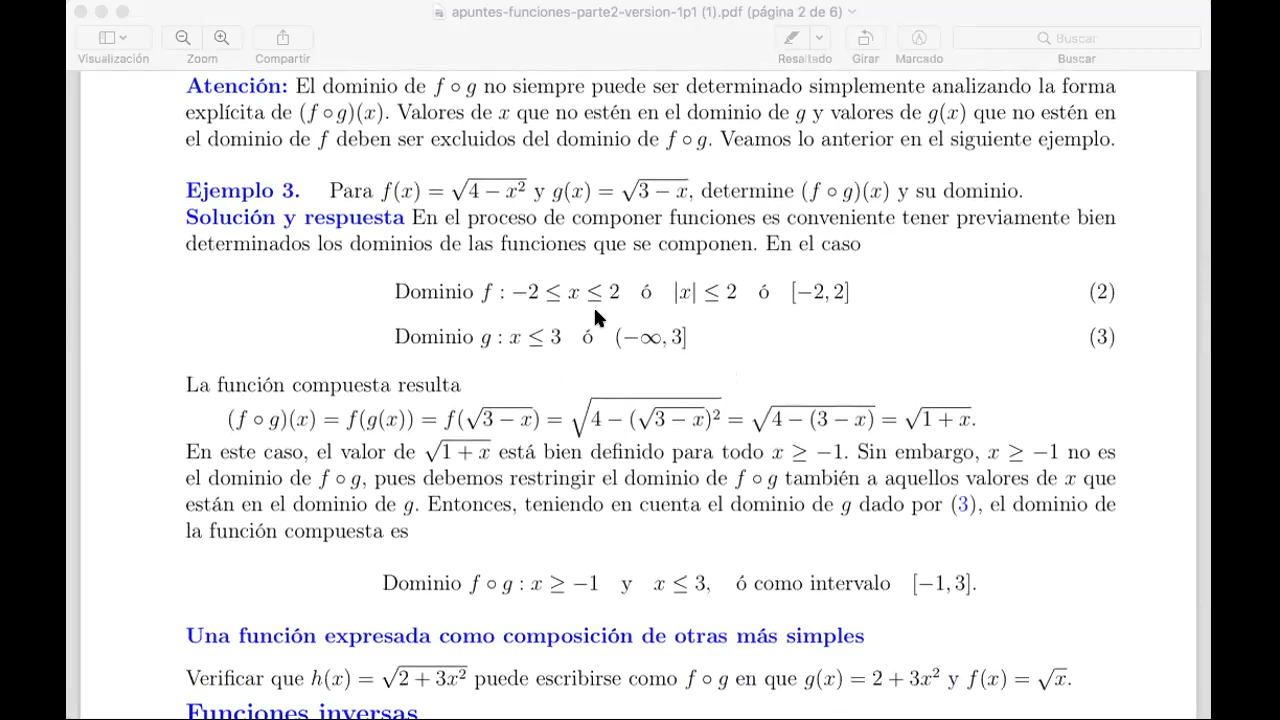 apuntes-funciones-parte2-version-1p1 (1).pdf (página 2 de 6)
Visualización Zoom Compartir Resaltado Girar Marcado Buscar
Buscar
Atención: El dominio de f ∘ g no siempre puede ser determinado simplemente analizando la forma
explícita de (f ∘ g)(x). Valores de x que no estén en el dominio de g y valores de g(x) que no estén en
el dominio de f deben ser excluidos del dominio de f ∘ g. Veamos lo anterior en el siguiente ejemplo.
Ejemplo 3. Para f(x) = √(4 − x²) y g(x) = √(3 − x), determine (f ∘ g)(x) y su dominio.
Solución y respuesta En el proceso de componer funciones es conveniente tener previamente bien
determinados los dominios de las funciones que se componen. En el caso
Dominio f : −2 ≤ x ≤ 2 ó |x| ≤ 2 ó [−2, 2] (2)
Dominio g : x ≤ 3 ó (−∞, 3] (3)
La función compuesta resulta
(f ∘ g)(x) = f(g(x)) = f(√(3 − x)) = √(4 − (√(3 − x))²) = √(4 − (3 − x)) = √(1 + x).
En este caso, el valor de √(1 + x) está bien definido para todo x ≥ −1. Sin embargo, x ≥ −1 no es
el dominio de f ∘ g, pues debemos restringir el dominio de f ∘ g también a aquellos valores de x que
están en el dominio de g. Entonces, teniendo en cuenta el dominio de g dado por (3), el dominio de
la función compuesta es
Dominio f ∘ g : x ≥ −1 y x ≤ 3, ó como intervalo [−1, 3].
Una función expresada como composición de otras más simples
Verificar que h(x) = √(2 + 3x²) puede escribirse como f ∘ g en que g(x) = 2 + 3x² y f(x) = √x.
Funciones inversas